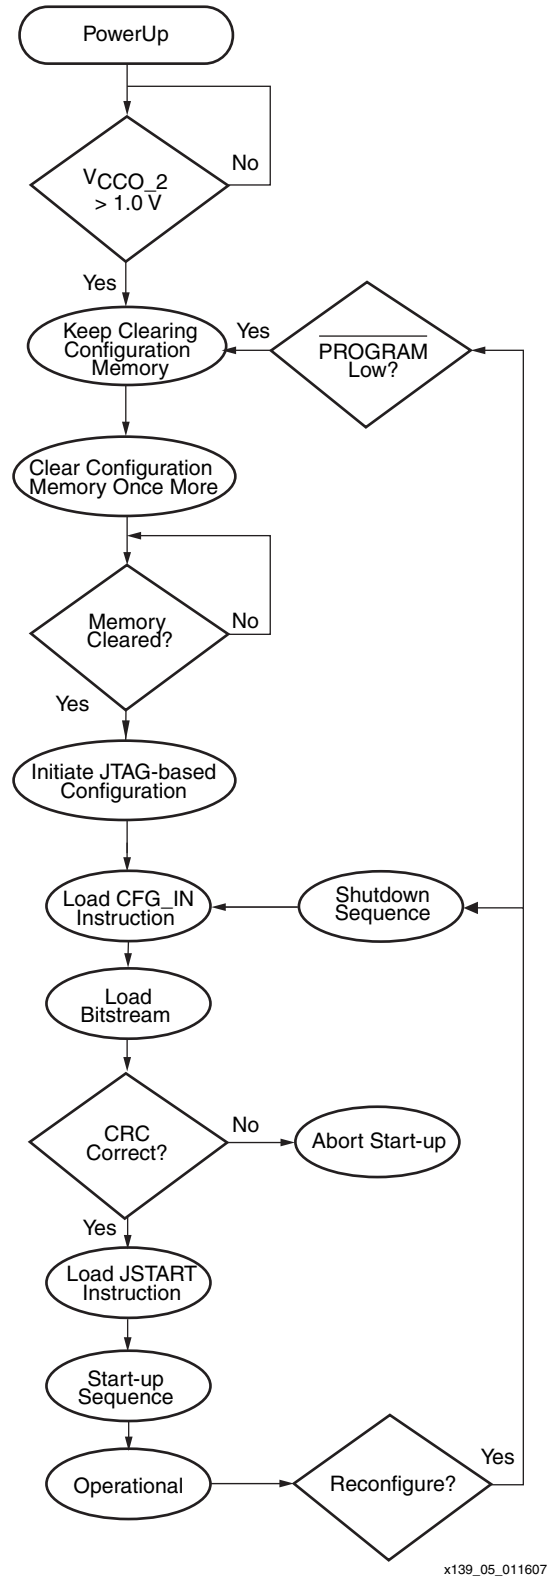 PowerUp
VCCO_2
> 1.0 V
No
Yes
Keep Clearing
Configuration
Memory
Yes
PROGRAM
Low?
Clear Configuration
Memory Once More
Memory
Cleared?
No
Yes
Initiate JTAG-based
Configuration
Load CFG_IN
Instruction
Shutdown
Sequence
Load
Bitstream
CRC
Correct?
No
Abort Start-up
Yes
Load JSTART
Instruction
Start-up
Sequence
Operational
Reconfigure?
Yes
x139_05_011607